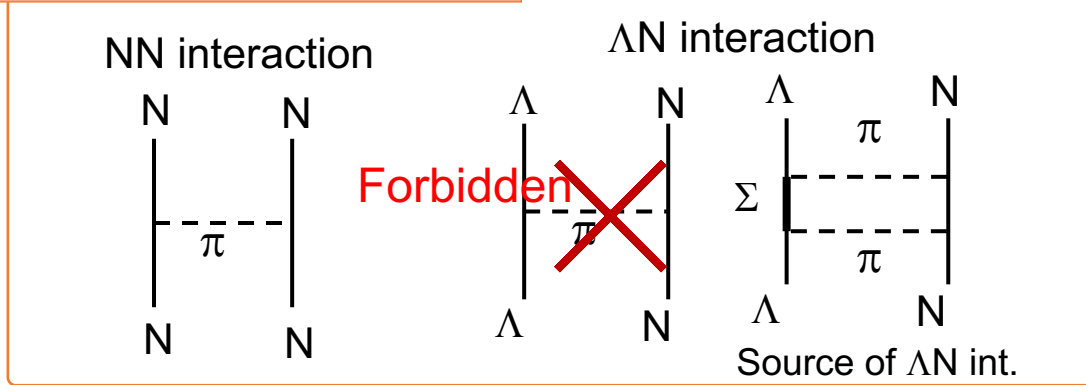 NN interaction
ΛN interaction
N N
Λ N
Λ N
π
Forbidden
Σ
π
π
π
N N
Λ N
Λ N
Source of ΛN int.